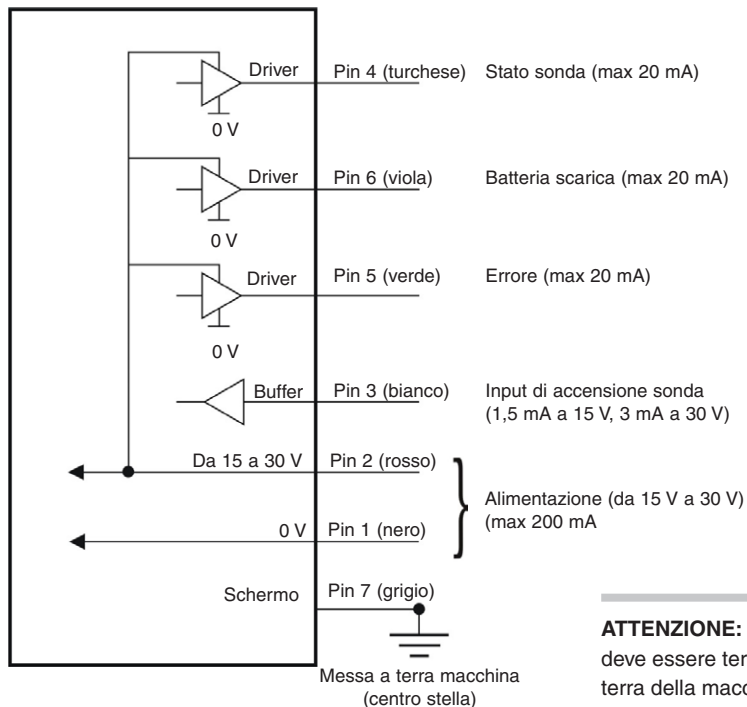 Driver Pin 4 (turchese) Stato sonda (max 20 mA)
0 V
Driver Pin 6 (viola) Batteria scarica (max 20 mA)
0 V
Driver Pin 5 (verde) Errore (max 20 mA)
0 V
Buffer Pin 3 (bianco) Input di accensione sonda
(1,5 mA a 15 V, 3 mA a 30 V)
Da 15 a 30 V Pin 2 (rosso)
Alimentazione (da 15 V a 30 V)
(max 200 mA
0 V Pin 1 (nero)
Schermo Pin 7 (grigio)
Messa a terra macchina
(centro stella)
ATTENZIONE:
deve essere
terra della